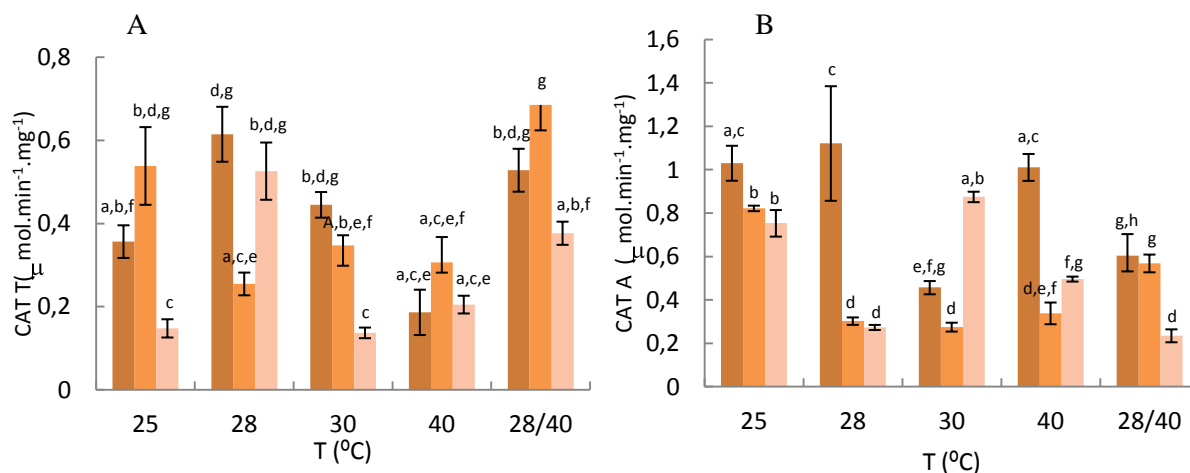 A
CAT T(μ_mol.min⁻¹.mg⁻¹)
0,8
0,6
0,4
0,2
0
a,b,f
b,d,g
c
d,g
a,c,e
b,d,g
b,d,g
A,b,e,f
c
a,c,e
a,c,e,f
a,c,e
b,d,g
g
a,b,f
25 28 30 40 28/40
T (⁰C)
B
CAT A (μ_mol.min⁻¹.mg⁻¹)
1,6
1,4
1,2
1
0,8
0,6
0,4
0,2
0
a,c
b
b
c
d
d
e,f,g
d
a,b
a,c
d,e,f
f,g
g,h
g
d
25 28 30 40 28/40
T (⁰C)